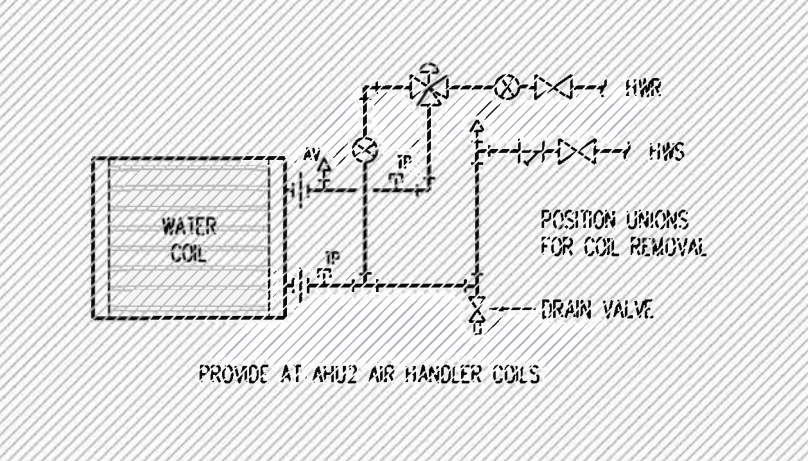 HWR
AV
TP
HWS
WATER
COIL
POSITION UNIONS
FOR COIL REMOVAL
TP
DRAIN VALVE
PROVIDE AT AHU2 AIR HANDLER COILS